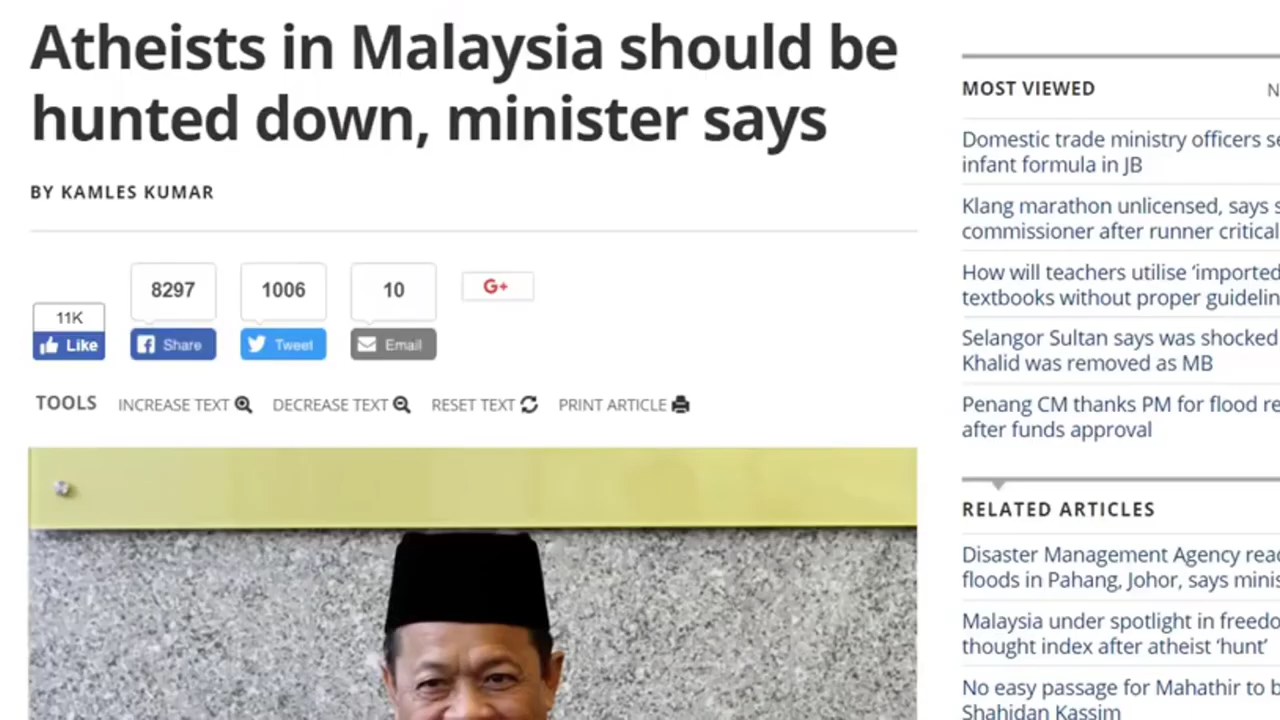 Atheists in Malaysia should be
hunted down, minister says
BY KAMLES KUMAR
11K
Like
8297
Share
1006
Tweet
10
Email
G+
TOOLS INCREASE TEXT DECREASE TEXT RESET TEXT PRINT ARTICLE
MOST VIEWED
Domestic trade ministry officers
infant formula in JB
Klang marathon unlicensed, says
commissioner after runner critical
How will teachers utilise ‘imported
textbooks without proper
Selangor Sultan says was shocked
Khalid was removed as MB
Penang CM thanks PM for flood
after funds approval
RELATED ARTICLES
Disaster Management Agency
floods in Pahang, Johor, says
Malaysia under spotlight in
thought index after atheist ‘hunt’
No easy passage for Mahathir to
Shahidan Kassim